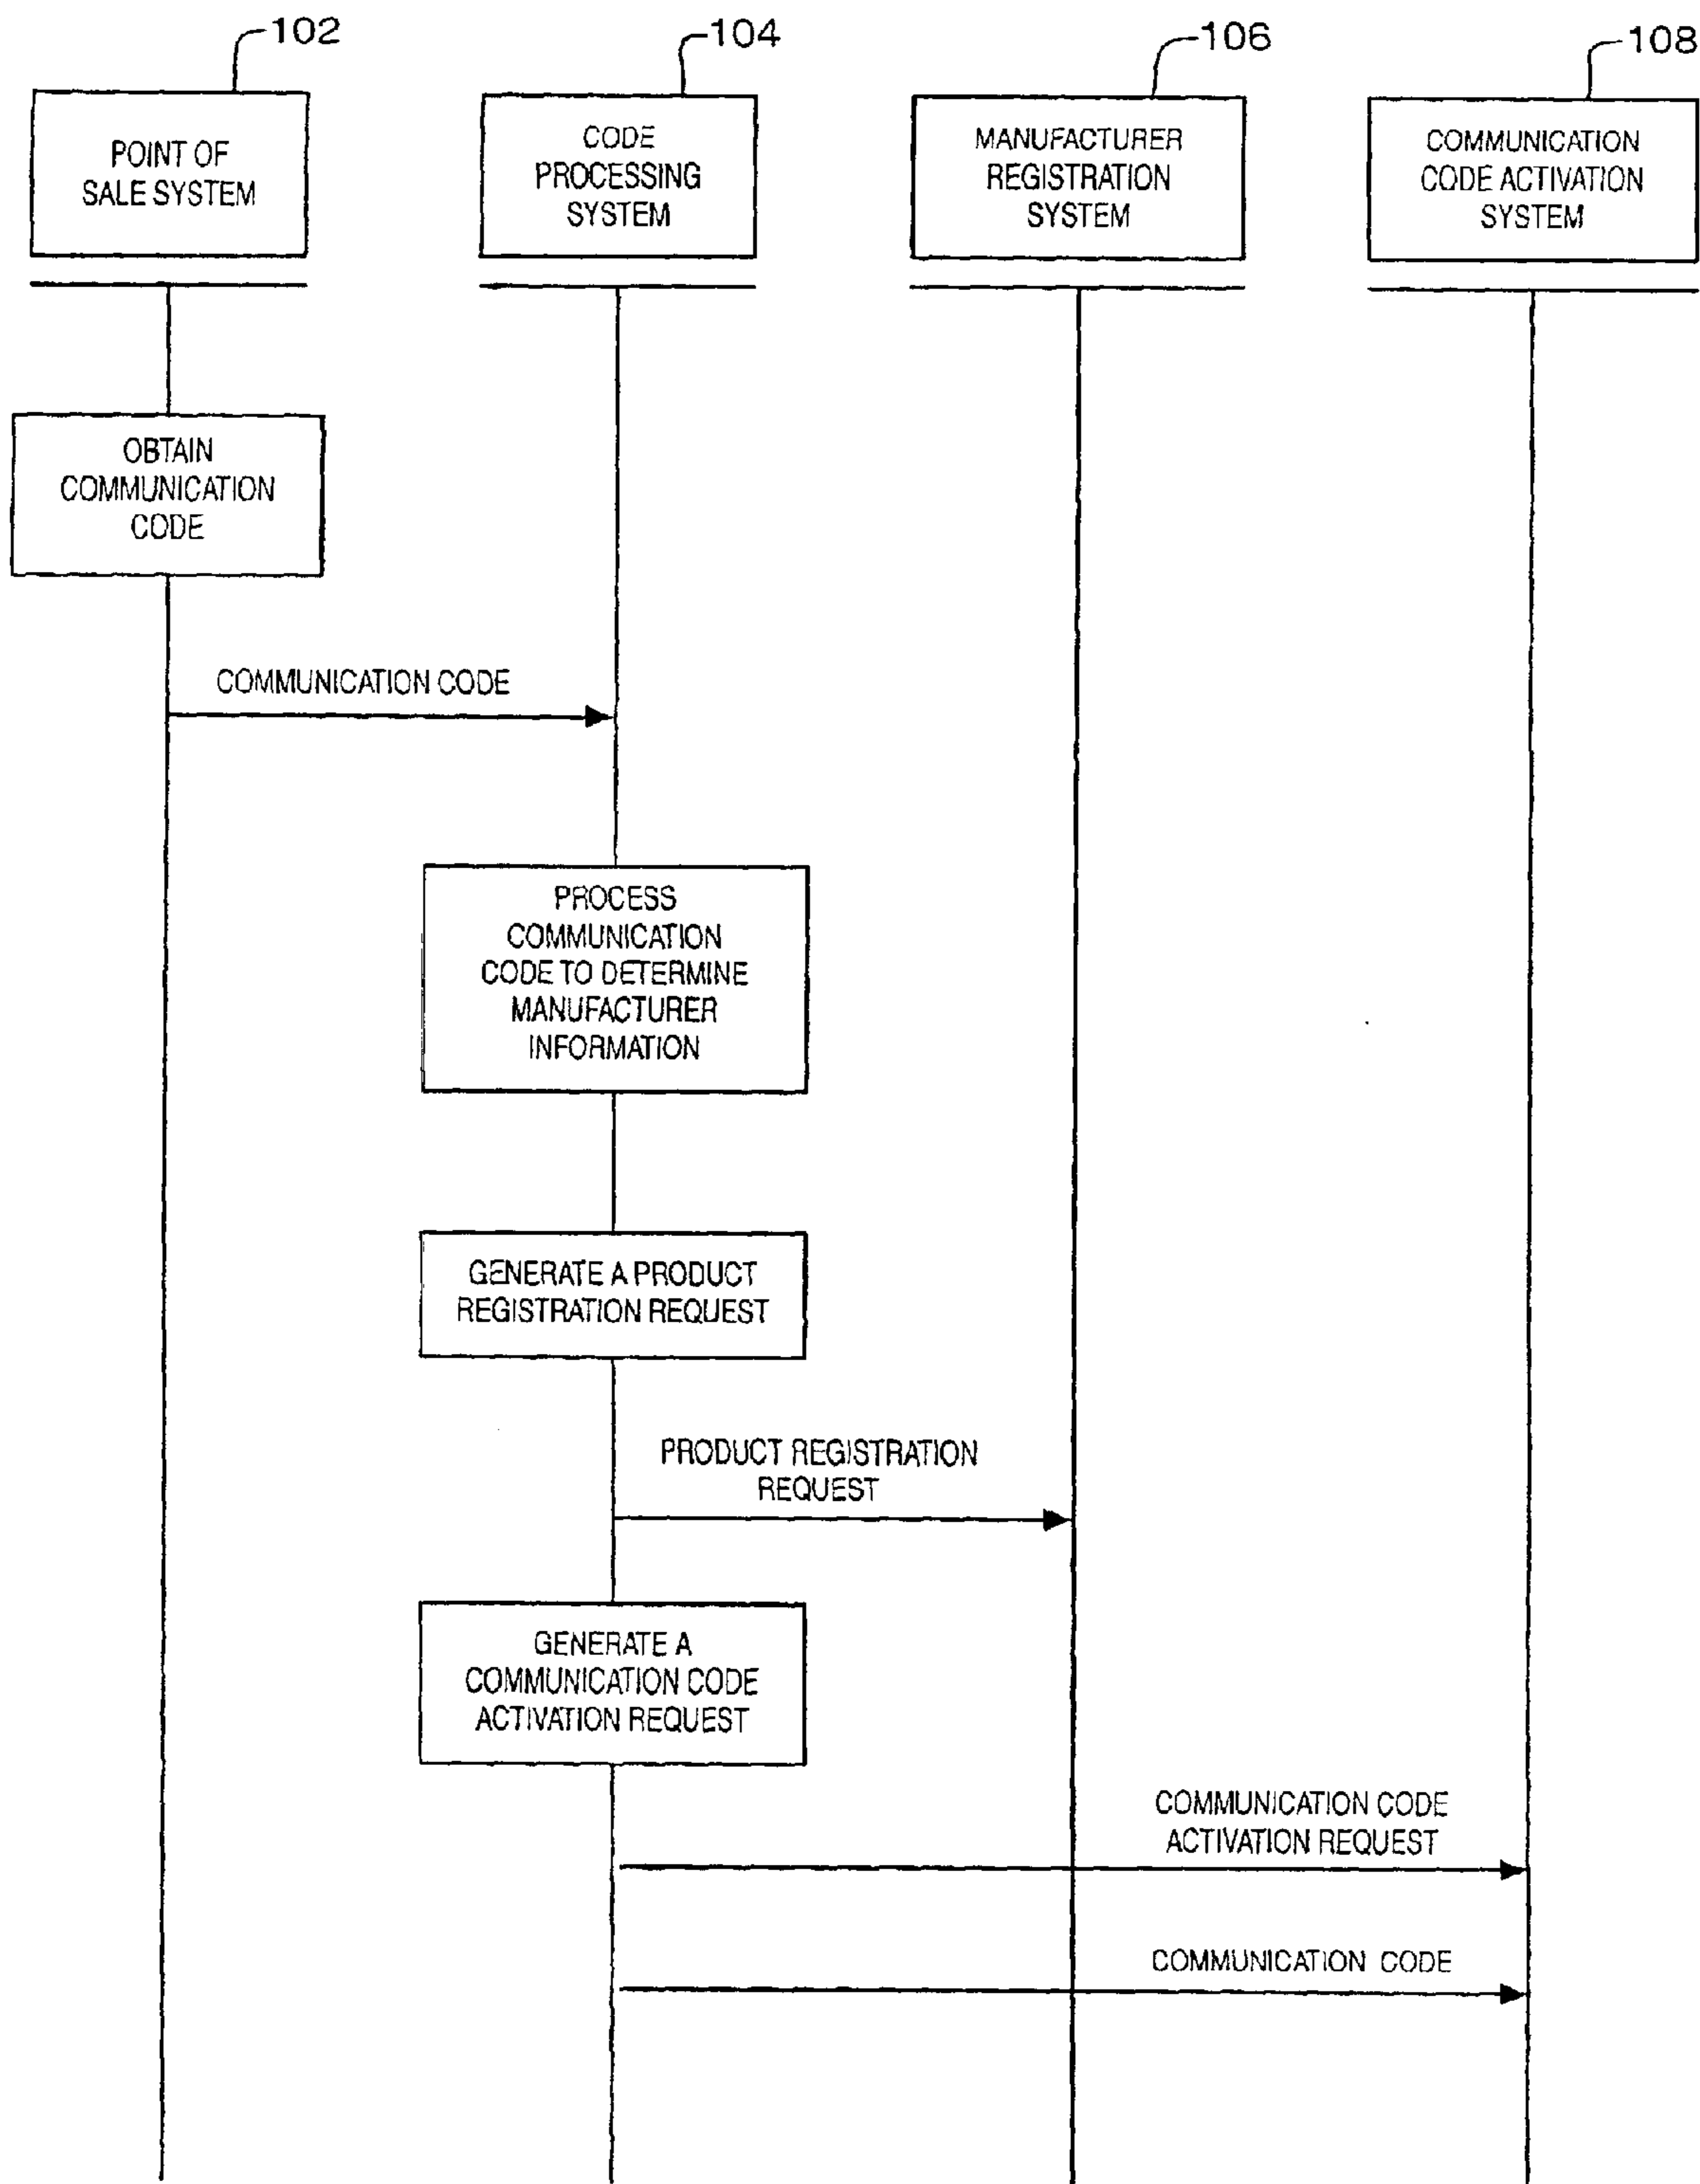 102
104
106
108
POINT OF
SALE SYSTEM
CODE
PROCESSING
SYSTEM
MANUFACTURER
REGISTRATION
SYSTEM
COMMUNICATION
CODE ACTIVATION
SYSTEM
OBTAIN
COMMUNICATION
CODE
COMMUNICATION CODE
PROCESS
COMMUNICATION
CODE TO DETERMINE
MANUFACTURER
INFORMATION
GENERATE A PRODUCT
REGISTRATION REQUEST
PRODUCT REGISTRATION
REQUEST
GENERATE A
COMMUNICATION CODE
ACTIVATION REQUEST
COMMUNICATION CODE
ACTIVATION REQUEST
COMMUNICATION CODE